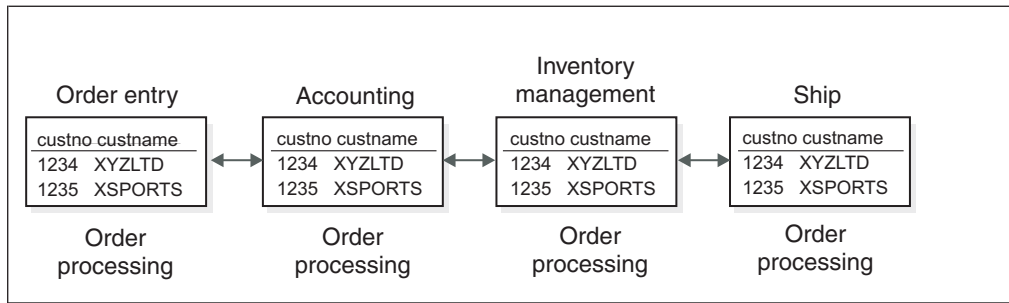 Order entry
Accounting
Inventory
management
Ship
custno custname
1234 XYZLTD
1235 XSPORTS
custno custname
1234 XYZLTD
1235 XSPORTS
custno custname
1234 XYZLTD
1235 XSPORTS
custno custname
1234 XYZLTD
1235 XSPORTS
Order
processing
Order
processing
Order
processing
Order
processing